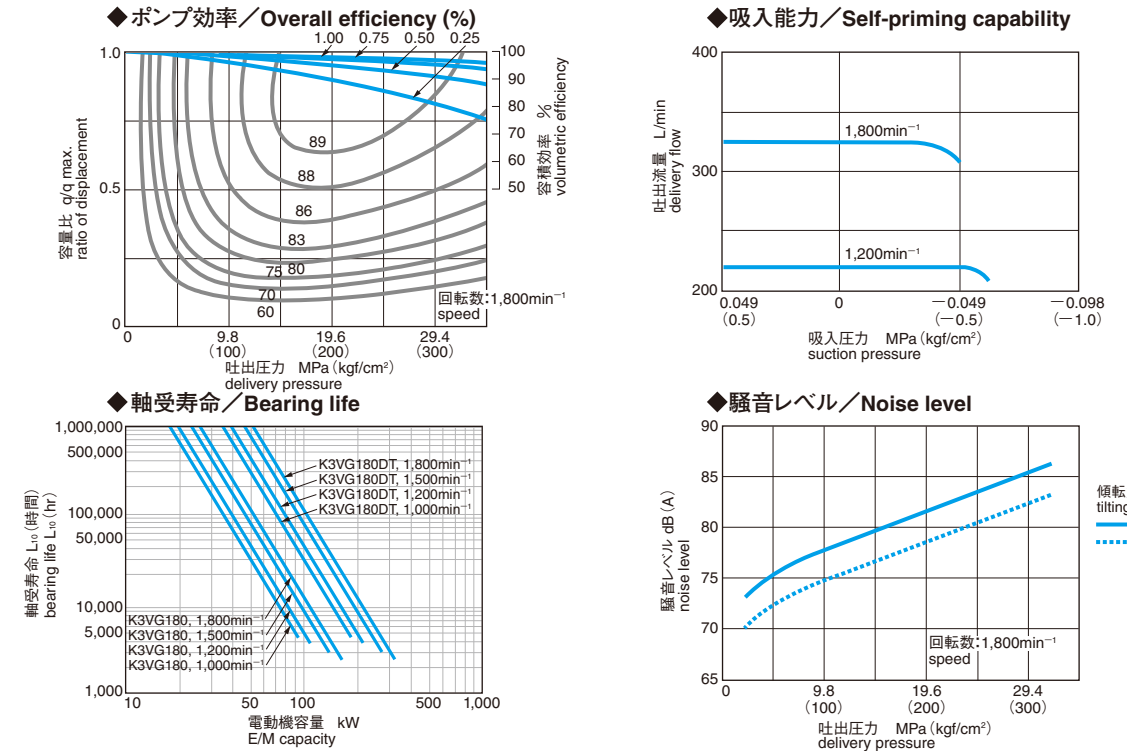 ◆ポンプ効率／Overall efficiency (%)
1.00 0.75 0.50 0.25
1.0
0.5
0
容量比 q/q max.
ratio of displacement
100
90
80
70
60
50
容積効率 %
volumetric efficiency
89
88
86
83
75 80
70
60
回転数：1,800min⁻¹
speed
0 9.8 19.6 29.4
（100） （200） （300）
吐出圧力 MPa（kgf/cm²）
delivery pressure
◆吸入能力／Self-priming capability
400
300
200
吐出流量 L/min
delivery flow
1,800min⁻¹
1,200min⁻¹
0.049 0 −0.049 −0.098
（0.5） （−0.5） （−1.0）
吸入圧力 MPa（kgf/cm²）
suction pressure
◆軸受寿命／Bearing life
1,000,000
500,000
100,000
50,000
10,000
5,000
1,000
軸受寿命 L₁₀（時間）
bearing life L₁₀（hr）
K3VG180DT, 1,800min⁻¹
K3VG180DT, 1,500min⁻¹
K3VG180DT, 1,200min⁻¹
K3VG180DT, 1,000min⁻¹
K3VG180, 1,800min⁻¹
K3VG180, 1,500min⁻¹
K3VG180, 1,200min⁻¹
K3VG180, 1,000min⁻¹
10 50 100 500 1,000
電動機容量 kW
E/M capacity
◆騒音レベル／Noise level
90
85
80
75
70
65
騒音レベル dB（A）
noise level
回転数：1,800min⁻¹
speed
0 9.8 19.6 29.4
（100） （200） （300）
吐出圧力 MPa（kgf/cm²）
delivery pressure
傾転
tilting